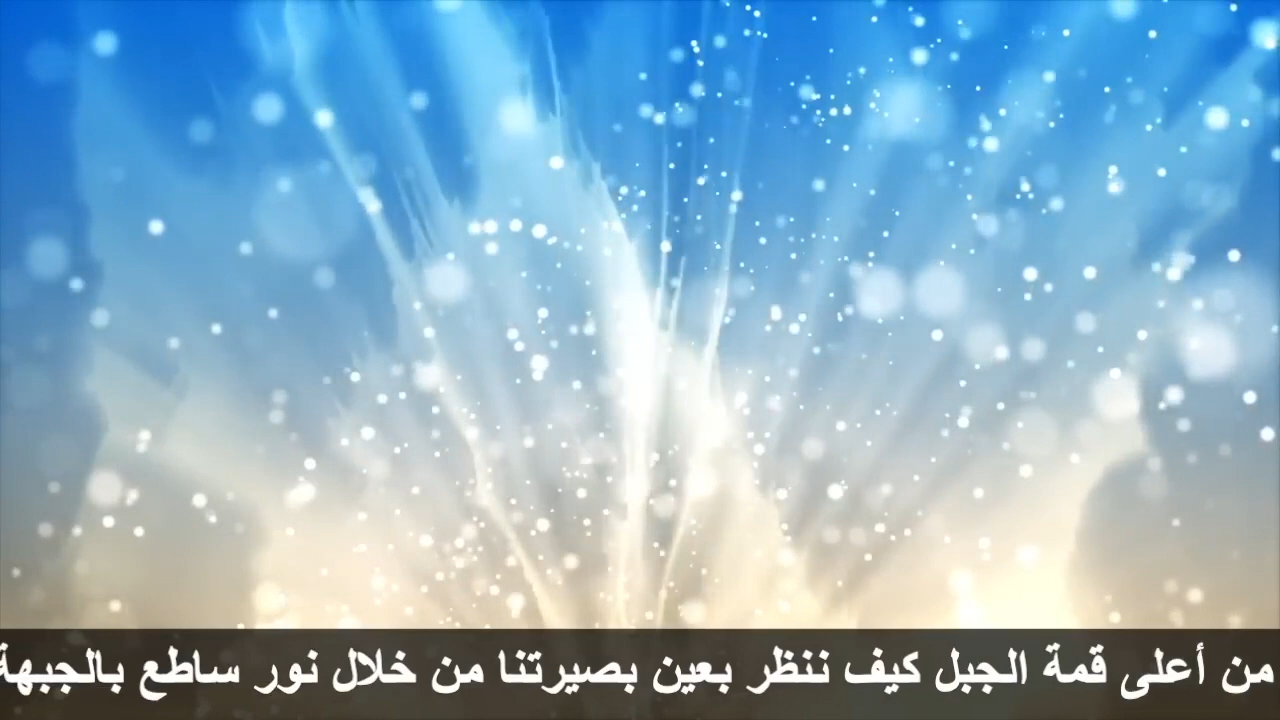 من أعلى قمة الجبل كيف ننظر بعين بصيرتنا من خلال نور ساطع بالجبهة